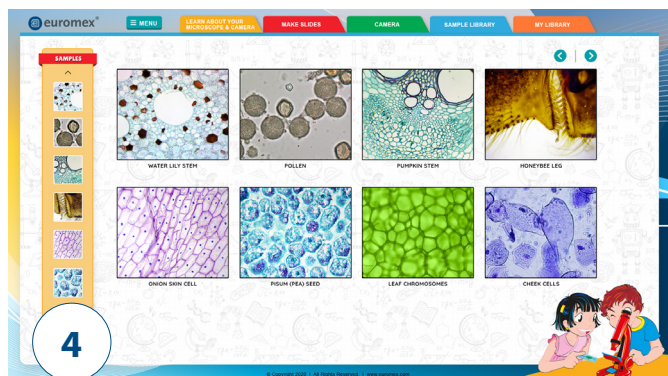 euromex®
☰ MENU
LEARN ABOUT YOUR
MICROSCOPE & CAMERA
MAKE SLIDES
CAMERA
SAMPLE LIBRARY
MY LIBRARY
SAMPLES
WATER LILY STEM
POLLEN
PUMPKIN STEM
HONEYBEE LEG
ONION SKIN CELL
PISUM (PEA) SEED
LEAF CHROMOSOMES
CHEEK CELLS
4
© Copyright 2020 | All Rights Reserved. | www.euromex.com